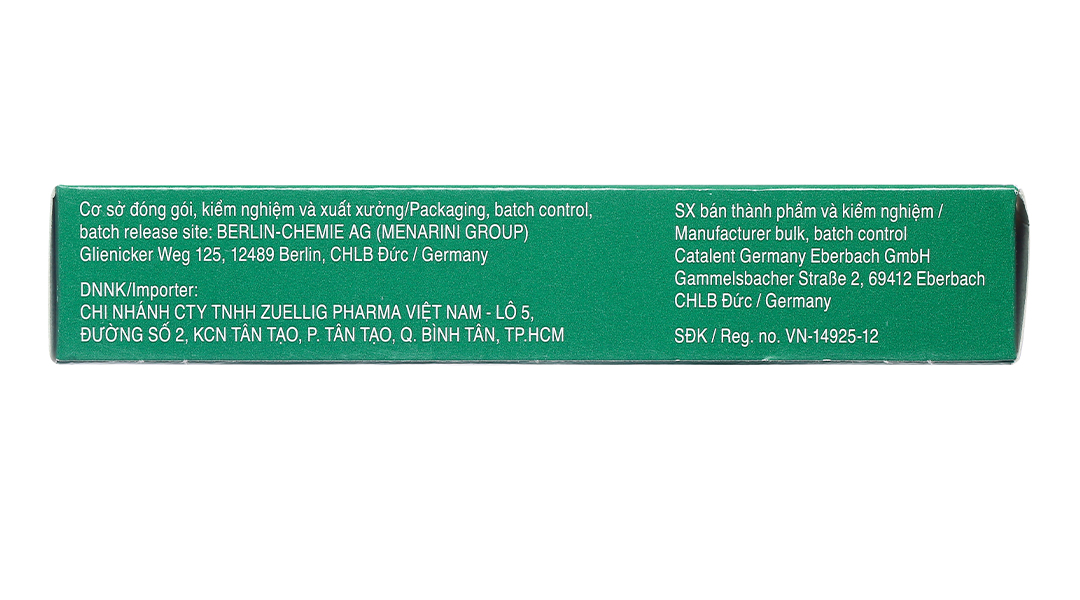 Cơ sở đóng gói, kiểm nghiệm và xuất xưởng/Packaging, batch control,
batch release site: BERLIN-CHEMIE AG (MENARINI GROUP)
Glienicker Weg 125, 12489 Berlin, CHLB Đức / Germany
DNNK/Importer:
CHI NHÁNH CTY TNHH ZUELLIG PHARMA VIỆT NAM - LÔ 5,
ĐƯỜNG SỐ 2, KCN TÂN TẠO, P. TÂN TẠO, Q. BÌNH TÂN, TP.HCM
SX bán thành phẩm và kiểm nghiệm /
Manufacturer bulk, batch control
Catalent Germany Eberbach GmbH
Gammelsbacher Straße 2, 69412 Eberbach
CHLB Đức / Germany
SĐK / Reg. no. VN-14925-12